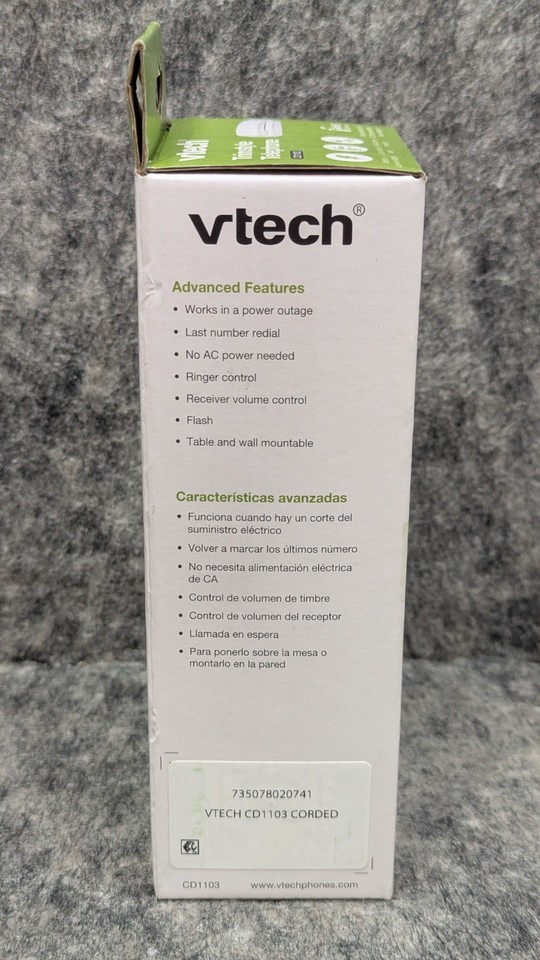 vtech
Trimstyle
Telephone
vtech®
Advanced Features
• Works in a power outage
• Last number redial
• No AC power needed
• Ringer control
• Receiver volume control
• Flash
• Table and wall mountable
Características avanzadas
• Funciona cuando hay un corte del
suministro eléctrico
• Volver a marcar los últimos número
• No necesita alimentación eléctrica
de CA
• Control de volumen de timbre
• Control de volumen del receptor
• Llamada en espera
• Para ponerlo sobre la mesa o
montarlo en la pared
735078020741
VTECH CD1103 CORDED
CD1103 www.vtechphones.com